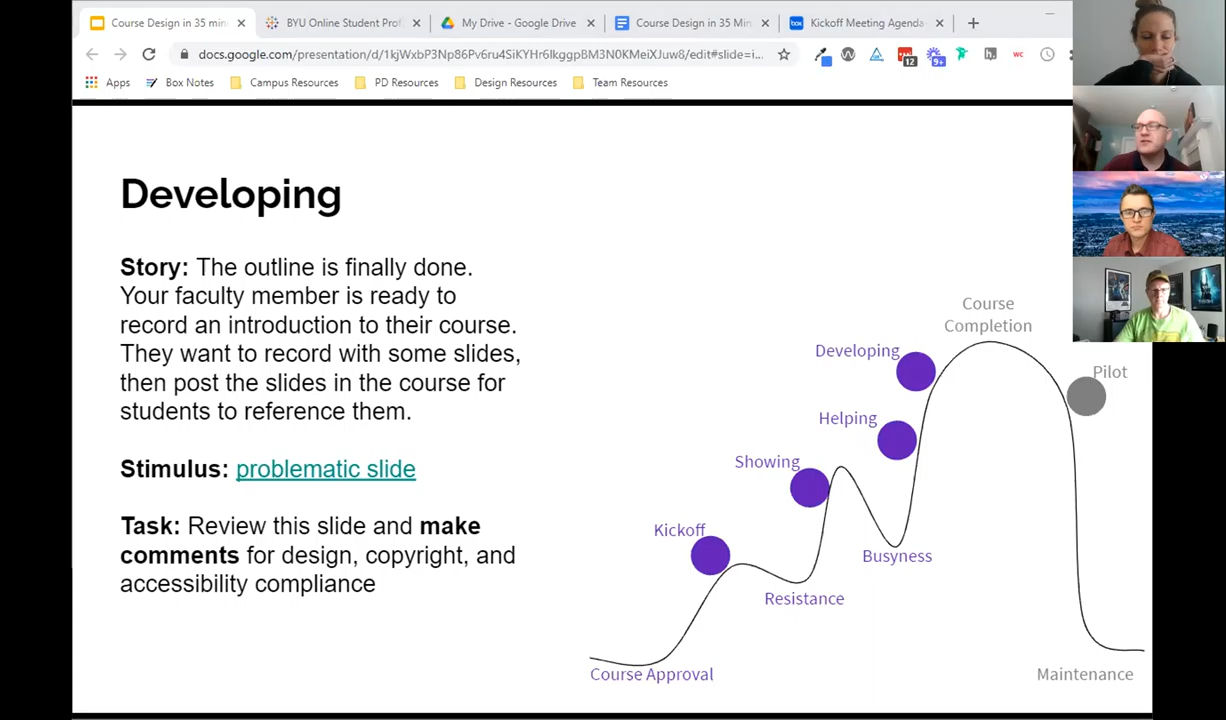 Course Design in 35 min
BYU Online Student Prof
My Drive - Google Drive
Course Design in 35 Min
Kickoff Meeting Agenda
docs.google.com/presentation/d/1kjWxbP3Np86Pv6ru4SiKYHr6lkggpBM3N0KMeiXJuw8/edit#slide=i...
12
9+
WC
Apps
Box Notes
Campus Resources
PD Resources
Design Resources
Team Resources
Developing
Story: The outline is finally done.
Your faculty member is ready to
record an introduction to their course.
They want to record with some slides,
then post the slides in the course for
students to reference them.
Stimulus: problematic slide
Task: Review this slide and make
comments for design, copyright, and
accessibility compliance
Course
Completion
Developing
Pilot
Helping
Showing
Kickoff
Busyness
Resistance
Course Approval
Maintenance